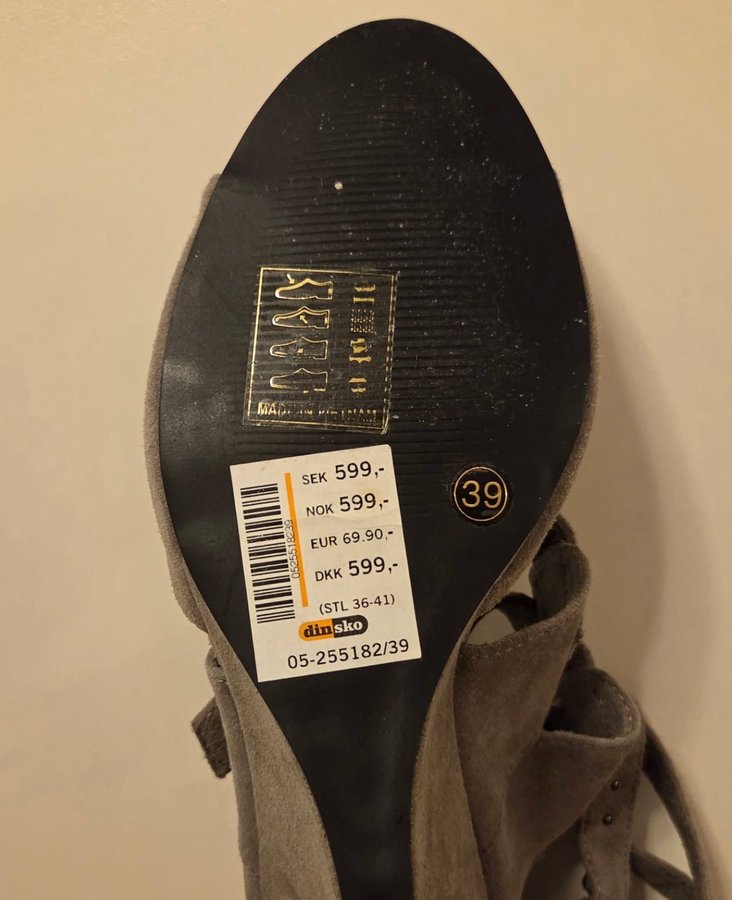 MADE IN VIETNAM
39
SEK 599,-
NOK 599,-
EUR 69.90,-
DKK 599,-
(STL 36-41)
dinsko
05-255182/39
0525518239